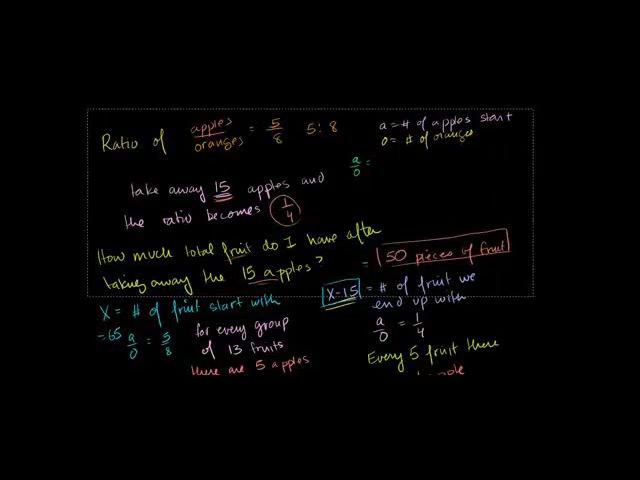 Ratio of apples/oranges = 5/8 5:8
a = # of apples start
o = # of oranges
a/o =
take away 15 apples and
the ratio becomes 1/4
How much total fruit do I have after
taking away the 15 apples?
= 50 pieces of fruit
X = # of fruit start with
=65
a/o = 5/8
for every group
of 13 fruits
there are 5 apples
X-15 = # of fruit we
end up with
a/o = 1/4
Every 5 fruit there
apple